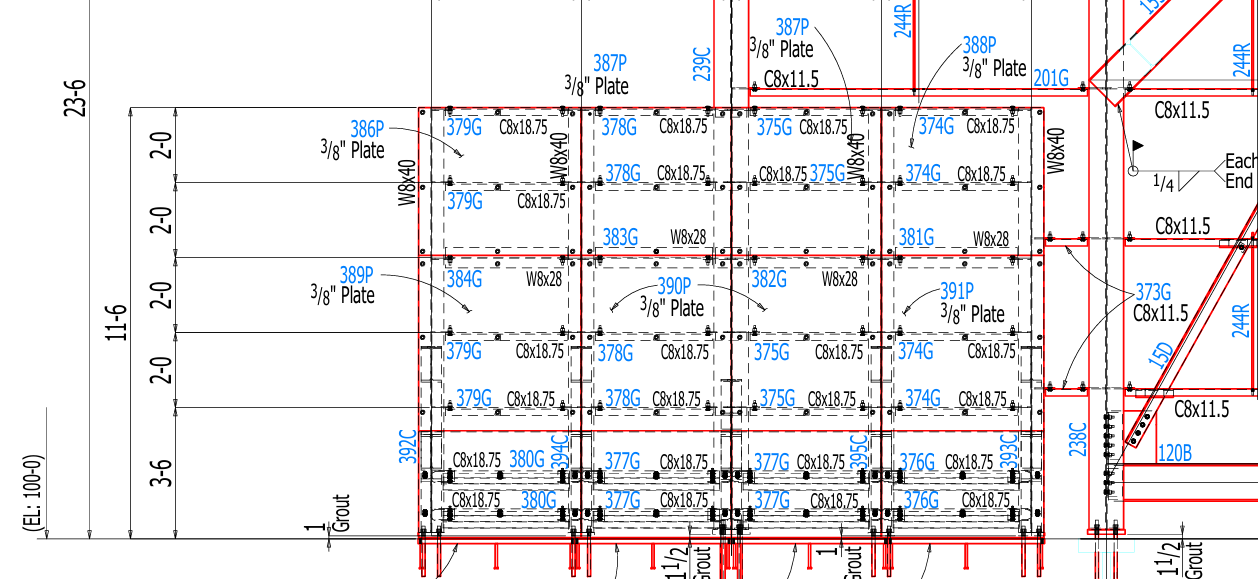 15D
387P
3/8" Plate
244R
388P
3/8" Plate
244R
387P
3/8" Plate
239C
C8x11.5
201G
C8x11.5
23-6
379G
C8x18.75
378G
C8x18.75
375G
C8x18.75
374G
C8x18.75
386P
3/8" Plate
2-0
W8x40
W8x40
W8x40
W8x40
378G
C8x18.75
C8x18.75
375G
374G
C8x18.75
Each
End
1/4
379G
C8x18.75
2-0
383G
W8x28
381G
W8x28
C8x11.5
389P
3/8" Plate
384G
W8x28
390P
3/8" Plate
382G
W8x28
391P
3/8" Plate
373G
C8x11.5
2-0
11-6
244R
379G
C8x18.75
378G
C8x18.75
375G
C8x18.75
374G
C8x18.75
15D
2-0
379G
C8x18.75
378G
C8x18.75
375G
C8x18.75
374G
C8x18.75
C8x11.5
392C
394C
395C
393C
238C
120B
C8x18.75
380G
377G
C8x18.75
377G
C8x18.75
376G
C8x18.75
3-6
C8x18.75
380G
377G
C8x18.75
377G
C8x18.75
376G
C8x18.75
(EL: 100-0)
1
Grout
1 1/2
Grout
1
Grout
1 1/2
Grout